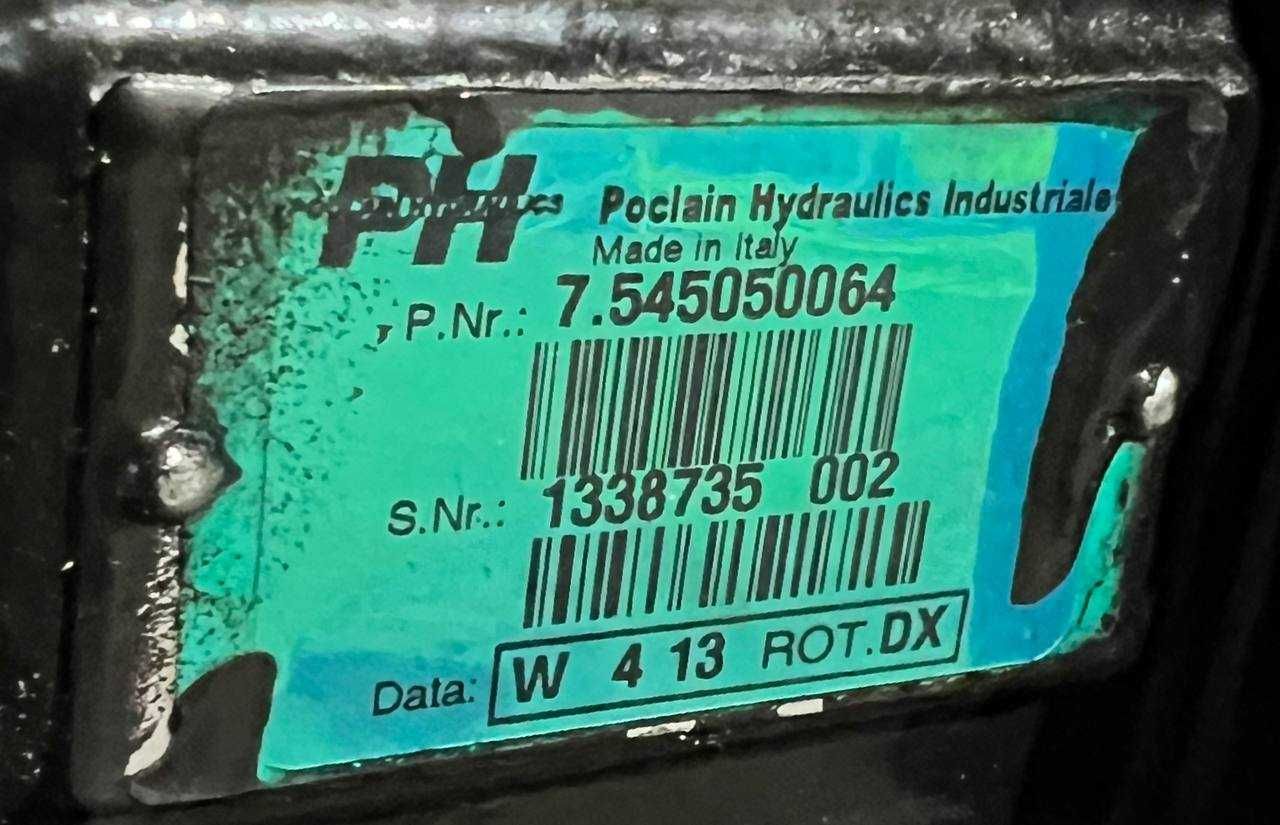 PH
Poclain Hydraulics Industriale
Made in Italy
P.Nr.: 7.545050064
S.Nr.: 1338735 002
Data: W 4 13 ROT.DX